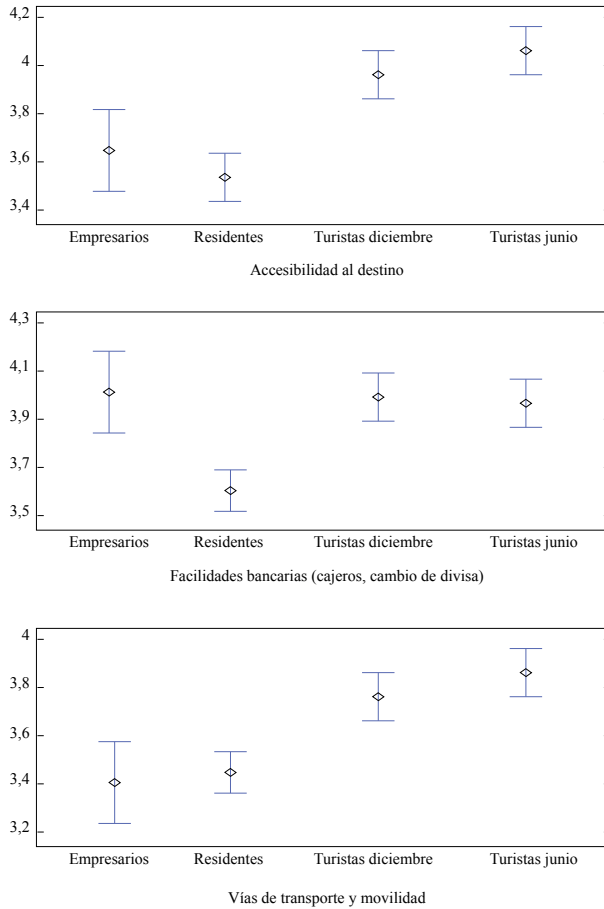 4,2
4
3,8
3,6
3,4
Empresarios Residentes Turistas diciembre Turistas junio
Accesibilidad al destino
4,3
4,1
3,9
3,7
3,5
Empresarios Residentes Turistas diciembre Turistas junio
Facilidades bancarias (cajeros, cambio de divisa)
4
3,8
3,6
3,4
3,2
Empresarios Residentes Turistas diciembre Turistas junio
Vías de transporte y movilidad